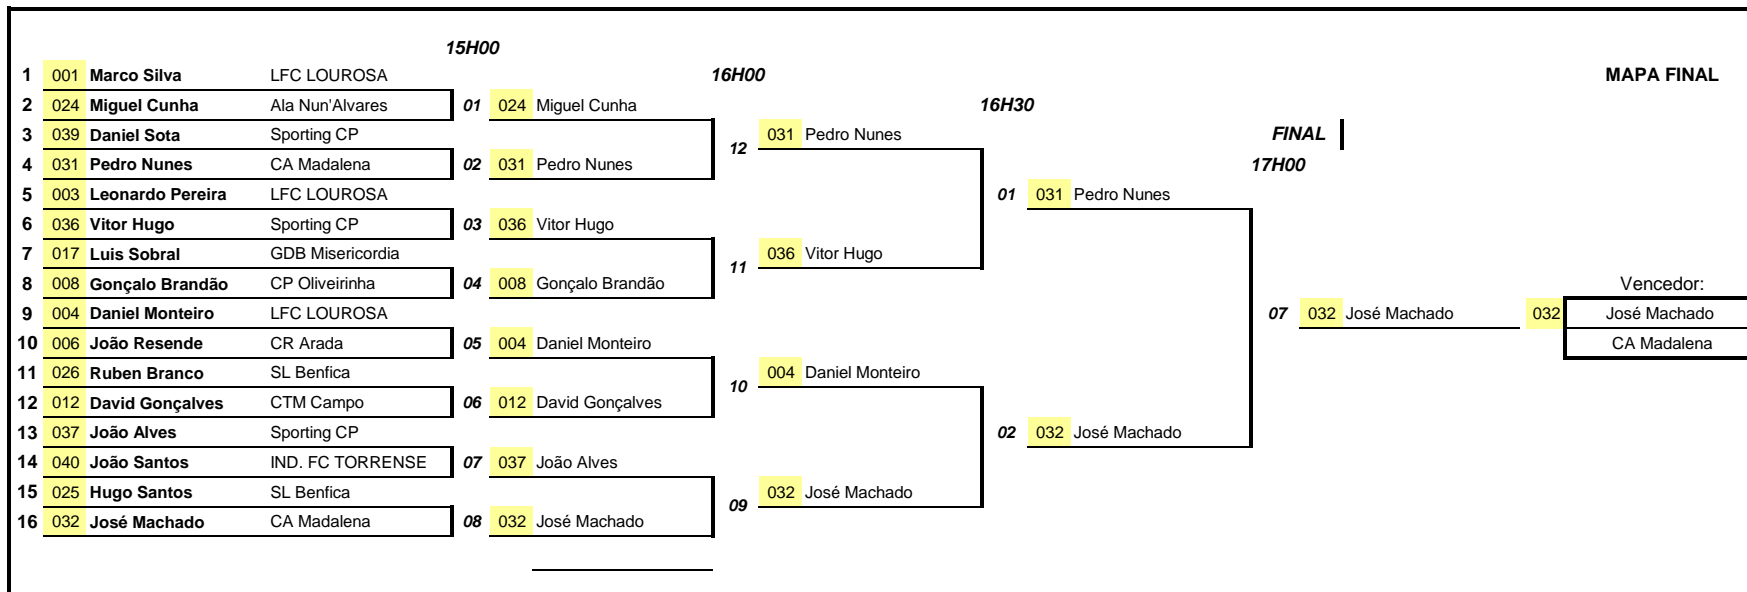 15H00
1 001 Marco Silva LFC LOUROSA 16H00 MAPA FINAL
2 024 Miguel Cunha Ala Nun'Alvares 01 024 Miguel Cunha 16H30
3 039 Daniel Sota Sporting CP 12 031 Pedro Nunes FINAL
4 031 Pedro Nunes CA Madalena 02 031 Pedro Nunes 17H00
5 003 Leonardo Pereira LFC LOUROSA 01 031 Pedro Nunes
6 036 Vitor Hugo Sporting CP 03 036 Vitor Hugo
7 017 Luis Sobral GDB Misericordia 11 036 Vitor Hugo
8 008 Gonçalo Brandão CP Oliveirinha 04 008 Gonçalo Brandão Vencedor:
9 004 Daniel Monteiro LFC LOUROSA 07 032 José Machado 032 José Machado
10 006 João Resende CR Arada 05 004 Daniel Monteiro CA Madalena
11 026 Ruben Branco SL Benfica 10 004 Daniel Monteiro
12 012 David Gonçalves CTM Campo 06 012 David Gonçalves
13 037 João Alves Sporting CP 02 032 José Machado
14 040 João Santos IND. FC TORRENSE 07 037 João Alves
15 025 Hugo Santos SL Benfica 09 032 José Machado
16 032 José Machado CA Madalena 08 032 José Machado